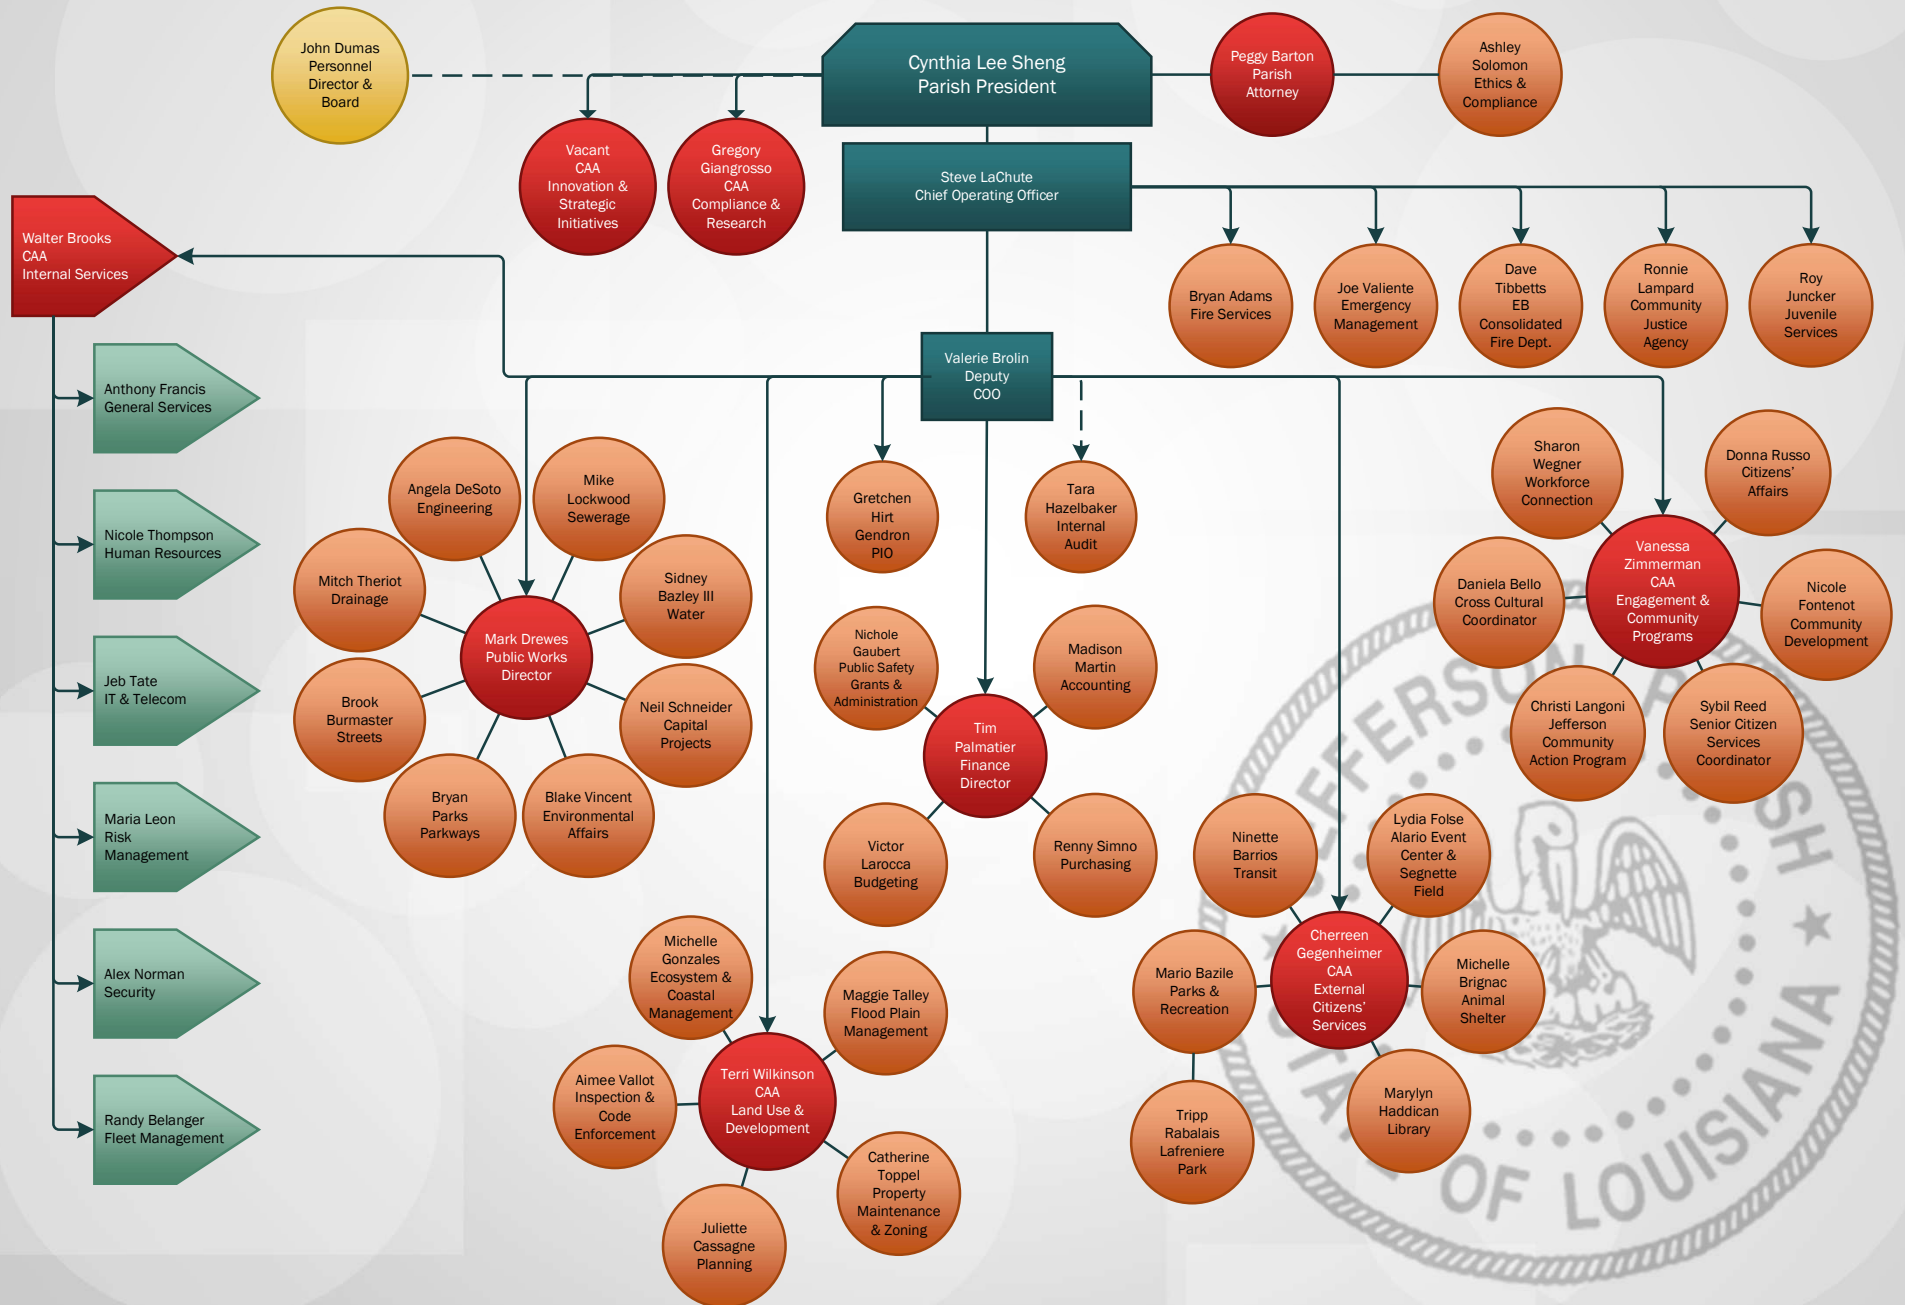 John Dumas
Personnel
Director &
Board
Cynthia Lee Sheng
Parish President
Peggy Barton
Parish
Attorney
Ashley
Solomon
Ethics &
Compliance
Vacant
CAA
Innovation &
Strategic
Initiatives
Gregory
Giangrosso
CAA
Compliance &
Research
Steve LaChute
Chief Operating Officer
Walter Brooks
CAA
Internal Services
Bryan Adams
Fire Services
Joe Valiente
Emergency
Management
Dave
Tibbetts
EB
Consolidated
Fire Dept.
Ronnie
Lampard
Community
Justice
Agency
Roy
Juncker
Juvenile
Services
Valerie Brolin
Deputy
COO
Anthony Francis
General Services
Nicole Thompson
Human Resources
Jeb Tate
IT & Telecom
Maria Leon
Risk
Management
Alex Norman
Security
Randy Belanger
Fleet Management
Angela DeSoto
Engineering
Mike
Lockwood
Sewerage
Mitch Theriot
Drainage
Sidney
Bazley III
Water
Mark Drewes
Public Works
Director
Brook
Burmaster
Streets
Neil Schneider
Capital
Projects
Bryan
Parks
Parkways
Blake Vincent
Environmental
Affairs
Gretchen
Hirt
Gendron
PIO
Tara
Hazelbaker
Internal
Audit
Nichole
Gaubert
Public Safety
Grants &
Administration
Madison
Martin
Accounting
Tim
Palmatier
Finance
Director
Victor
Larocca
Budgeting
Renny Simno
Purchasing
Sharon
Wegner
Workforce
Connection
Donna Russo
Citizens'
Affairs
Vanessa
Zimmerman
CAA
Engagement &
Community
Programs
Daniela Bello
Cross Cultural
Coordinator
Nicole
Fontenot
Community
Development
Christi Langoni
Jefferson
Community
Action Program
Sybil Reed
Senior Citizen
Services
Coordinator
Ninette
Barrios
Transit
Lydia Folse
Alario Event
Center &
Segnette
Field
Cherreen
Gegenheimer
CAA
External
Citizens'
Services
Mario Bazile
Parks &
Recreation
Michelle
Brignac
Animal
Shelter
Tripp
Rabalais
Lafreniere
Park
Marylyn
Haddican
Library
Michelle
Gonzales
Ecosystem &
Coastal
Management
Maggie Talley
Flood Plain
Management
Aimee Vallot
Inspection &
Code
Enforcement
Terri Wilkinson
CAA
Land Use &
Development
Catherine
Toppel
Property
Maintenance
& Zoning
Juliette
Cassagne
Planning
JEFFERSON PARISH
STATE OF LOUISIANA